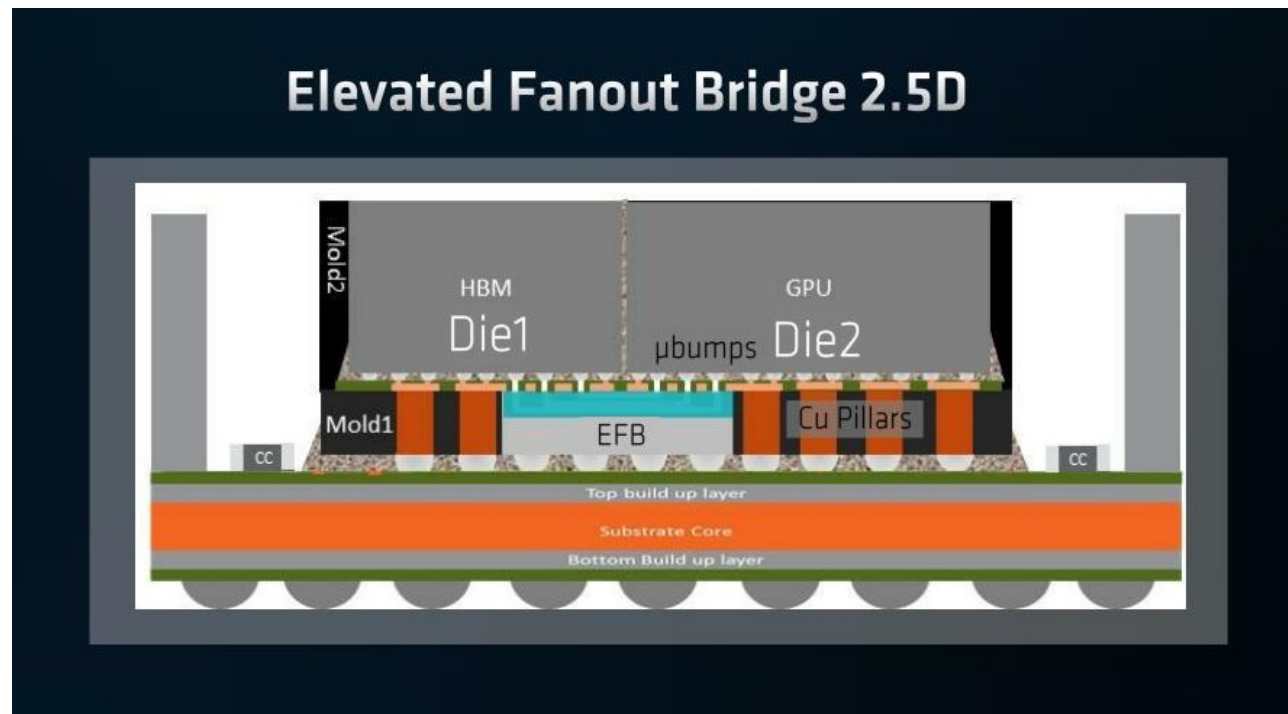 Elevated Fanout Bridge 2.5D
Mold2
HBM
Die1
GPU
Die2
µbumps
Mold1
EFB
Cu Pillars
CC
CC
Top build up layer
Substrate Core
Bottom Build up layer